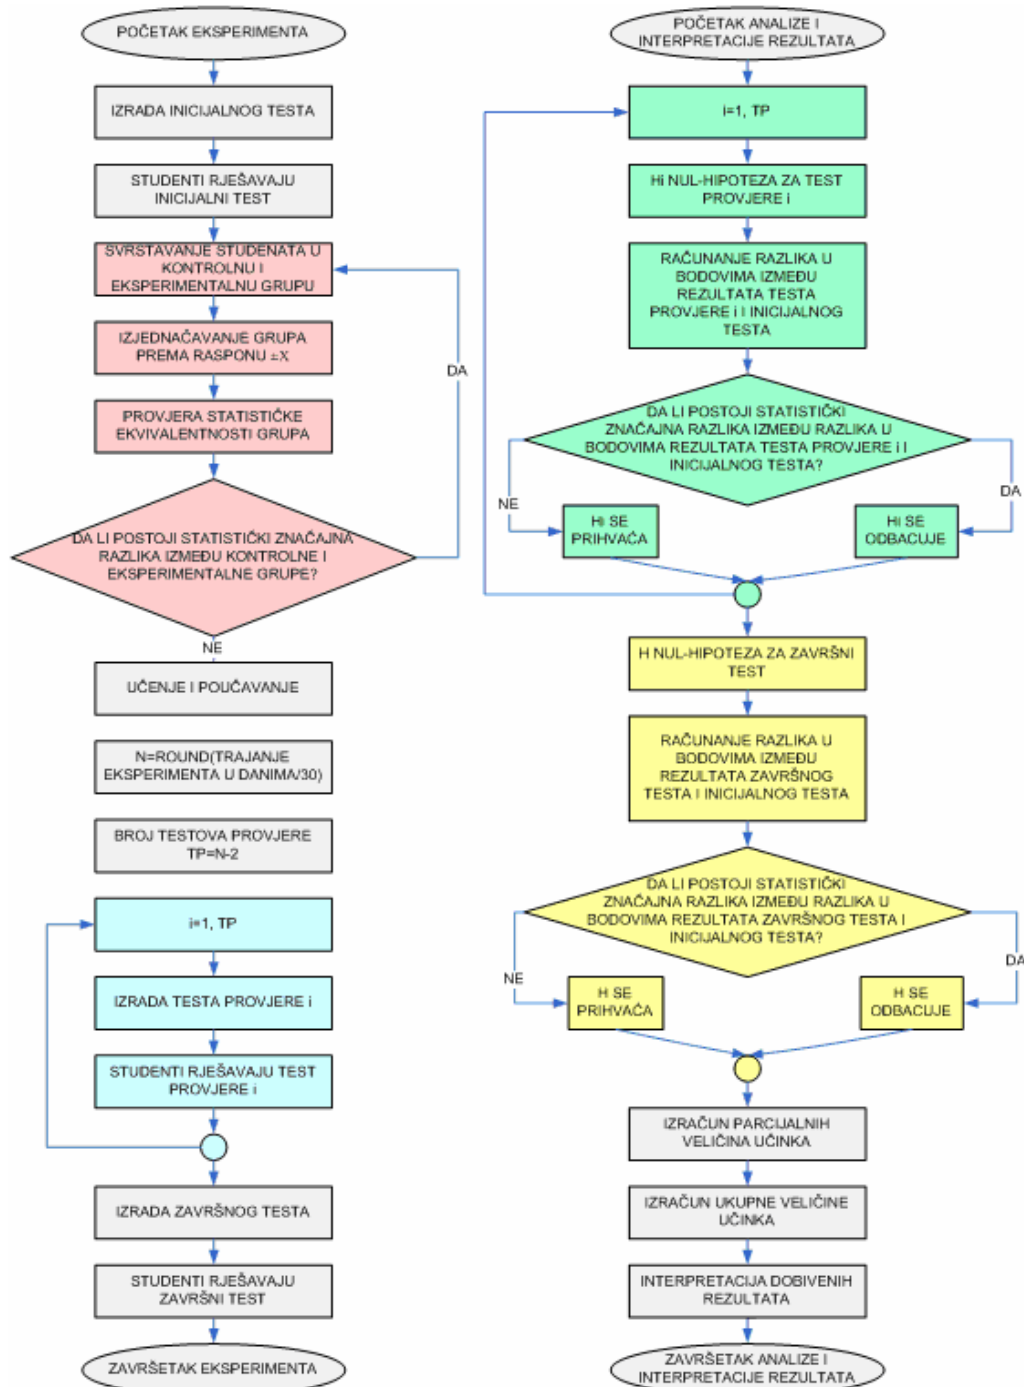 POČETAK EKSPERIMENTA
IZRADA INICIJALNOG TESTA
STUDENTI RJEŠAVAJU
INICIJALNI TEST
SVRSTAVANJE STUDENATA U
KONTROLNU I
EKSPERIMENTALNU GRUPU
IZJEDNAČAVANJE GRUPA
PREMA RASPONU ±X
PROVJERA STATISTIČKE
EKVIVALENTNOSTI GRUPA
DA
DA LI POSTOJI STATISTIČKI ZNAČAJNA
RAZLIKA IZMEĐU KONTROLNE I
EKSPERIMENTALNE GRUPE?
NE
UČENJE I POUČAVANJE
N=ROUND(TRAJANJE
EKSPERIMENTA U DANIMA/30)
BROJ TESTOVA PROVJERE
TP=N-2
i=1, TP
IZRADA TESTA PROVJERE i
STUDENTI RJEŠAVAJU TEST
PROVJERE i
IZRADA ZAVRŠNOG TESTA
STUDENTI RJEŠAVAJU
ZAVRŠNI TEST
ZAVRŠETAK EKSPERIMENTA
POČETAK ANALIZE I
INTERPRETACIJE REZULTATA
i=1, TP
Hi NUL-HIPOTEZA ZA TEST
PROVJERE i
RAČUNANJE RAZLIKA U
BODOVIMA IZMEĐU
REZULTATA TESTA
PROVJERE i I INICIJALNOG
TESTA
DA LI POSTOJI STATISTIČKI
ZNAČAJNA RAZLIKA IZMEĐU RAZLIKA U
BODOVIMA REZULTATA TESTA PROVJERE i I
INICIJALNOG TESTA?
NE
DA
Hi SE
PRIHVAĆA
Hi SE
ODBACUJE
H NUL-HIPOTEZA ZA ZAVRŠNI
TEST
RAČUNANJE RAZLIKA U
BODOVIMA IZMEĐU
REZULTATA ZAVRŠNOG
TESTA I INICIJALNOG TESTA
DA LI POSTOJI STATISTIČKI
ZNAČAJNA RAZLIKA IZMEĐU RAZLIKA U
BODOVIMA REZULTATA ZAVRŠNOG TESTA I
INICIJALNOG TESTA?
NE
DA
H SE
PRIHVAĆA
H SE
ODBACUJE
IZRAČUN PARCIJALNIH
VELIČINA UČINKA
IZRAČUN UKUPNE VELIČINE
UČINKA
INTERPRETACIJA DOBIVENIH
REZULTATA
ZAVRŠETAK ANALIZE I
INTERPRETACIJE REZULTATA